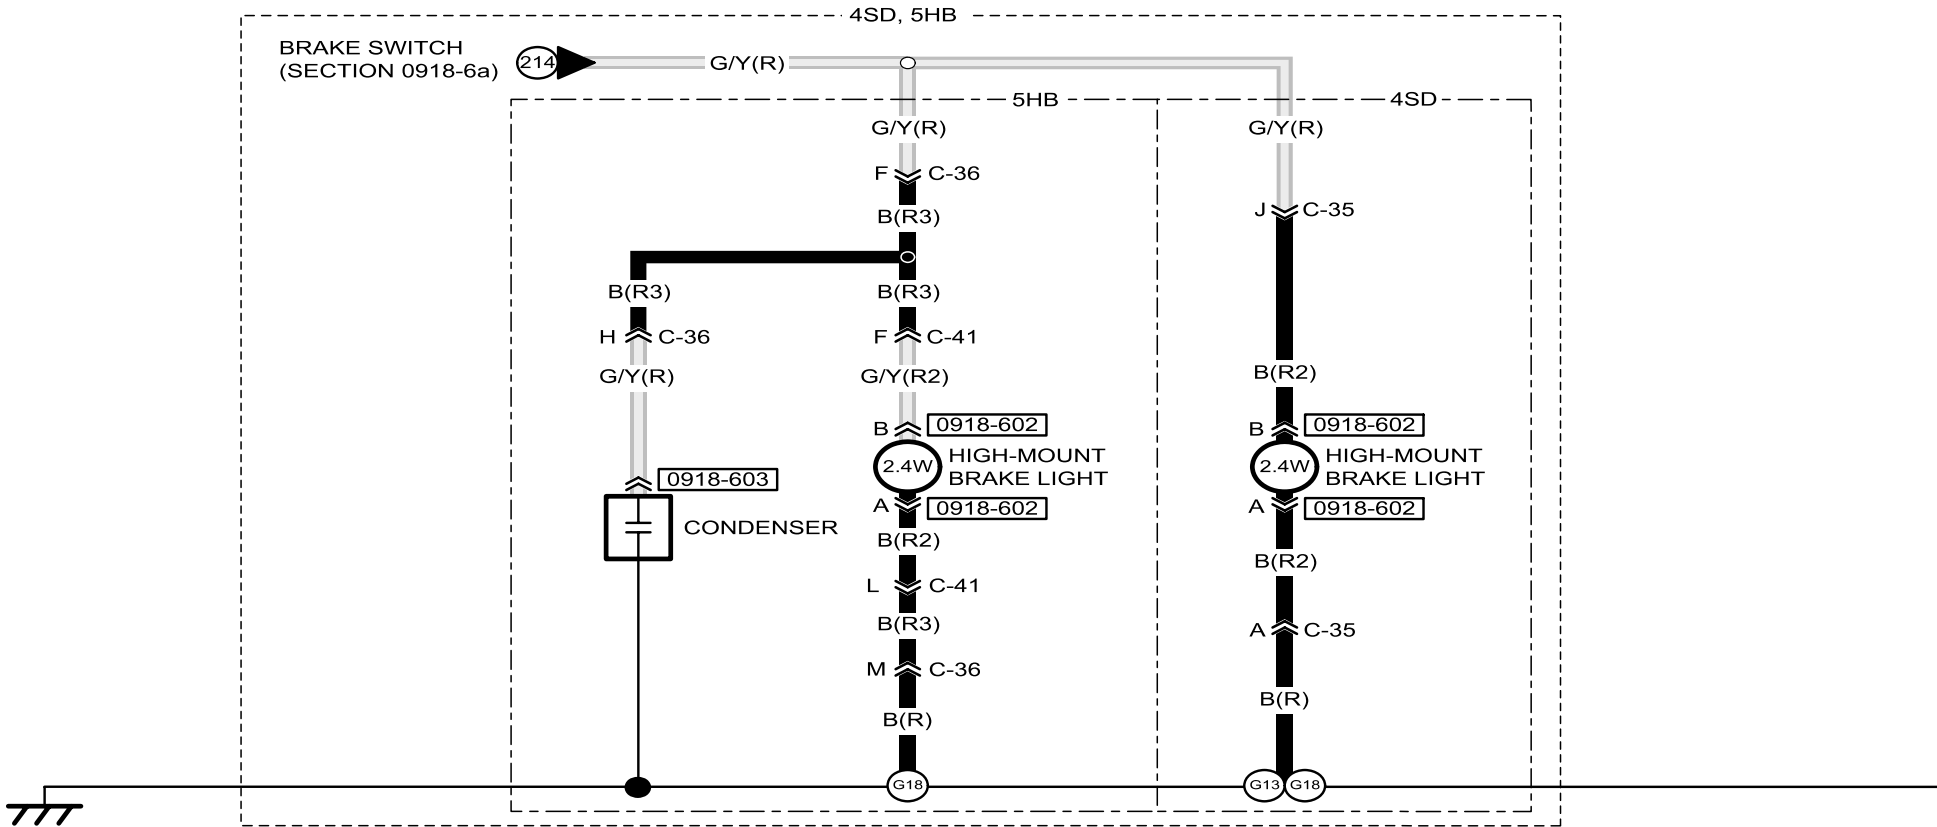 4SD, 5HB
BRAKE SWITCH
(SECTION 0918-6a)
214
G/Y(R)
5HB
4SD
G/Y(R)
G/Y(R)
F C-36
J C-35
B(R3)
B(R3)
B(R3)
H C-36
F C-41
G/Y(R)
G/Y(R2)
B(R2)
B 0918-602
B 0918-602
2.4W
HIGH-MOUNT
BRAKE LIGHT
2.4W
HIGH-MOUNT
BRAKE LIGHT
0918-603
A 0918-602
A 0918-602
CONDENSER
B(R2)
B(R2)
L C-41
B(R3)
A C-35
M C-36
B(R)
B(R)
G18
G13
G18